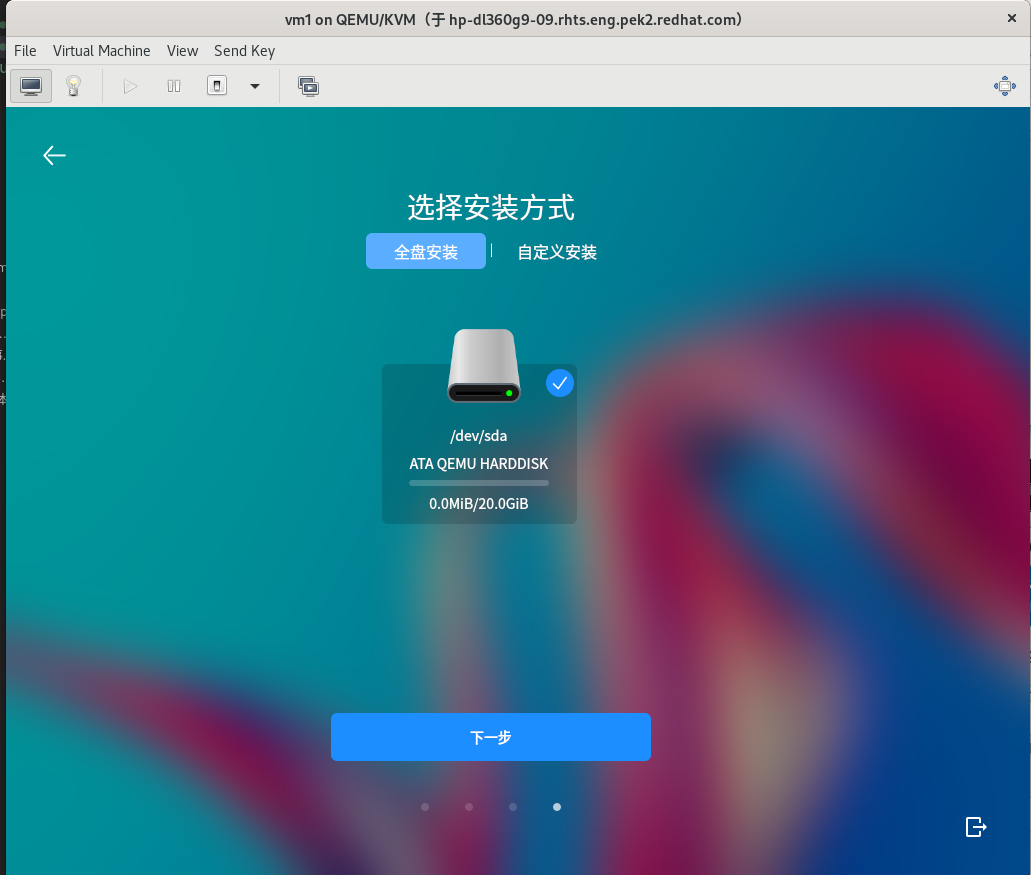 vm1 on QEMU/KVM（于 hp-dl360g9-09.rhts.eng.pek2.redhat.com）
File Virtual Machine View Send Key
选择安装方式
全盘安装 自定义安装
/dev/sda
ATA QEMU HARDDISK
0.0MiB/20.0GiB
下一步